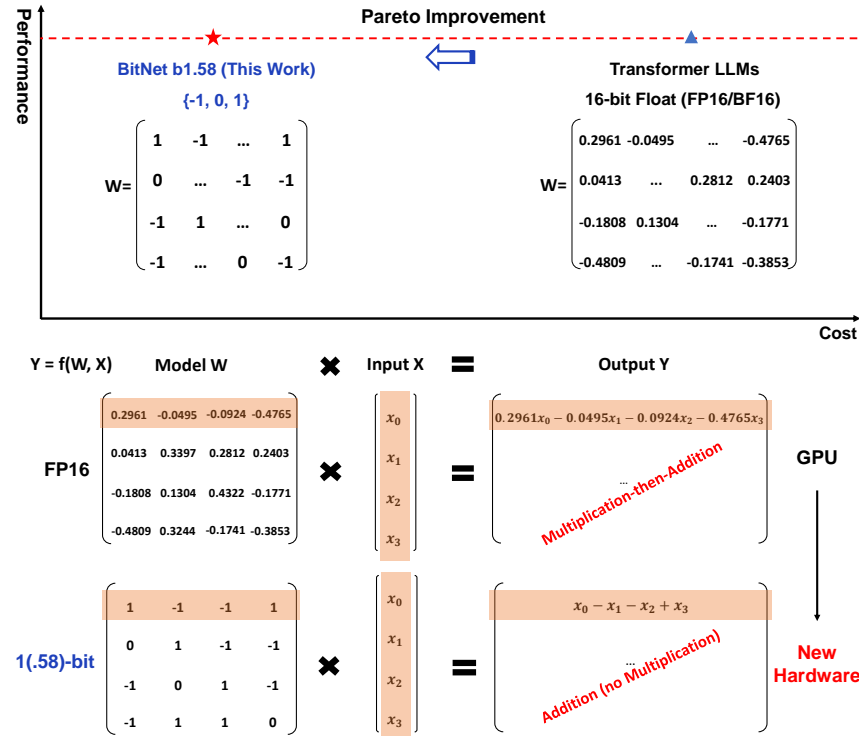 Performance
Pareto Improvement
BitNet b1.58 (This Work)
{-1, 0, 1}
W=
1 -1 ... 1
0 ... -1 -1
-1 1 ... 0
-1 ... 0 -1
Transformer LLMs
16-bit Float (FP16/BF16)
W=
0.2961 -0.0495 ... -0.4765
0.0413 ... 0.2812 0.2403
-0.1808 0.1304 ... -0.1771
-0.4809 ... -0.1741 -0.3853
Cost
Y = f(W, X) Model W ✖ Input X = Output Y
FP16
0.2961 -0.0495 -0.0924 -0.4765
0.0413 0.3397 0.2812 0.2403
-0.1808 0.1304 0.4322 -0.1771
-0.4809 0.3244 -0.1741 -0.3853
✖
x₀
x₁
x₂
x₃
=
0.2961x₀ − 0.0495x₁ − 0.0924x₂ − 0.4765x₃
...
Multiplication-then-Addition
GPU
1(.58)-bit
1 -1 -1 1
0 1 -1 -1
-1 0 1 -1
-1 1 1 0
✖
x₀
x₁
x₂
x₃
=
x₀ − x₁ − x₂ + x₃
...
Addition (no Multiplication)
New
Hardware